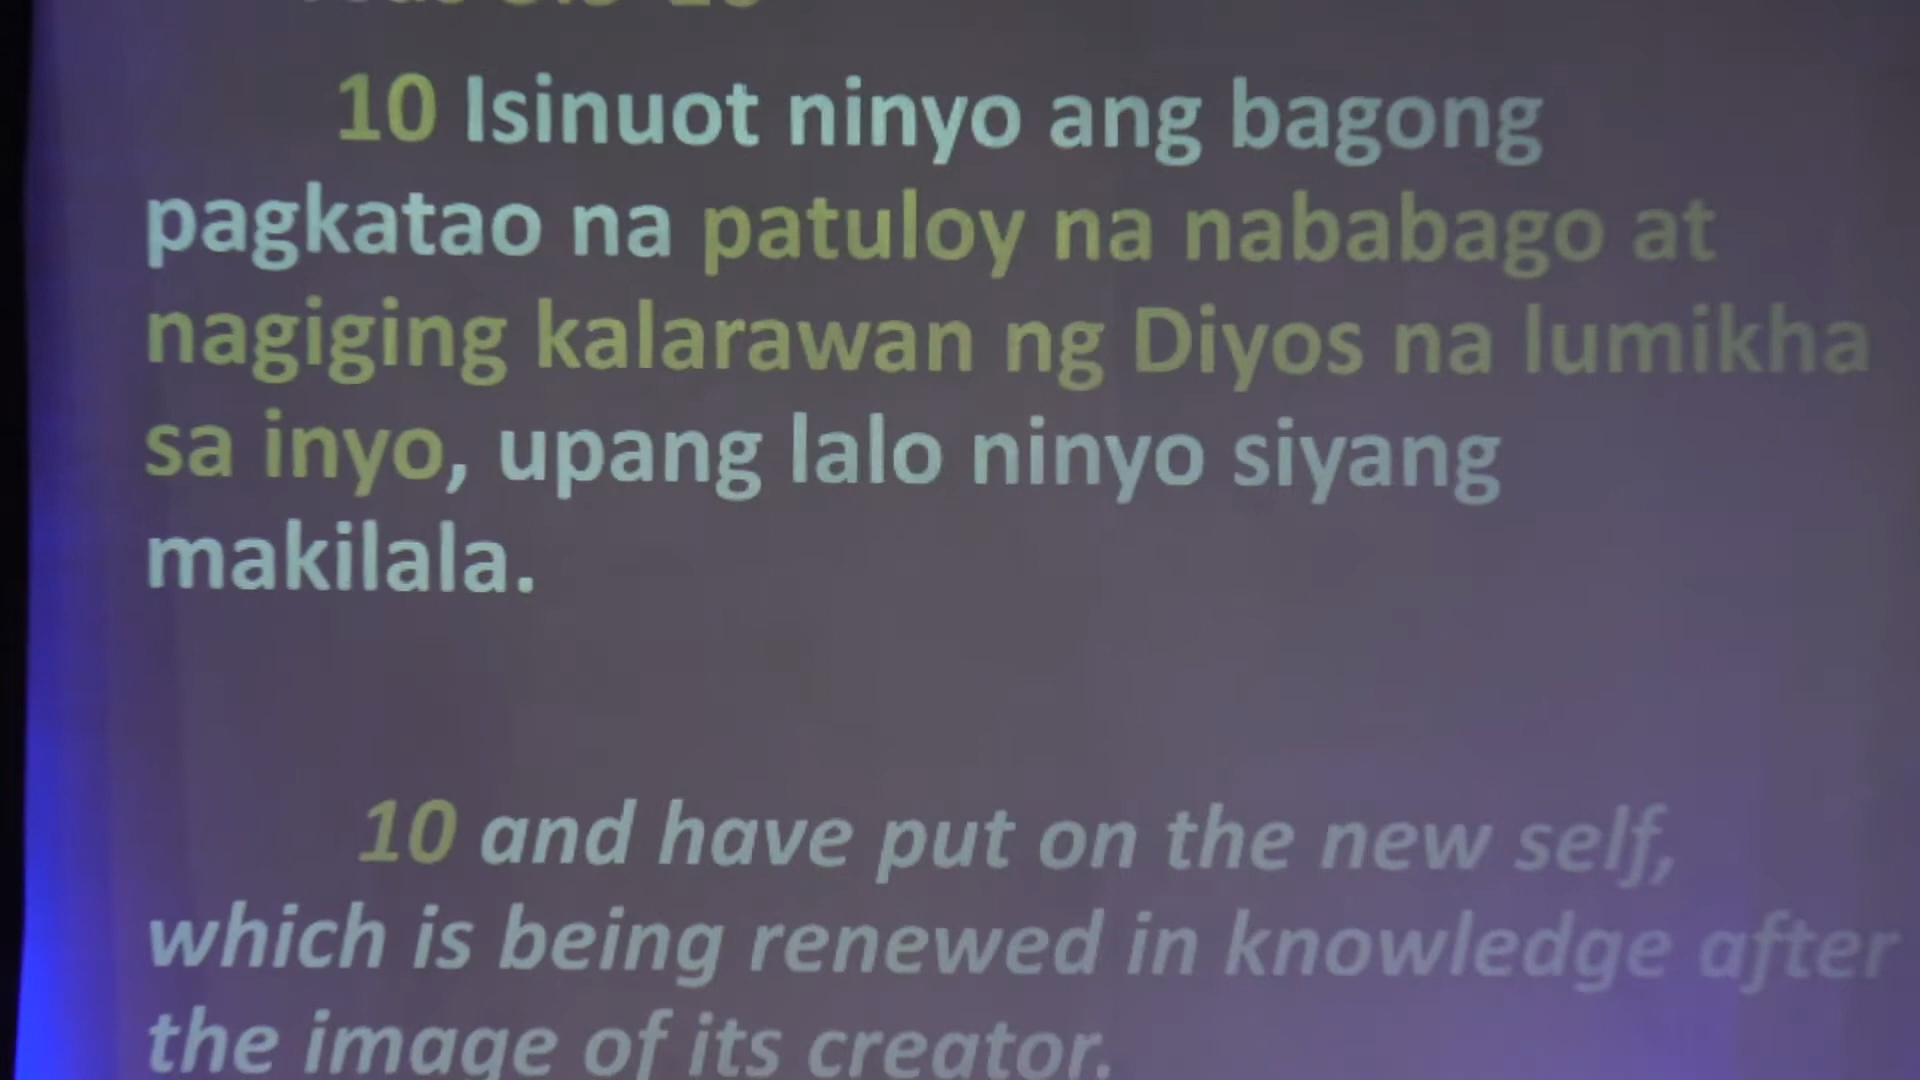 10 Isinuot ninyo ang bagong
pagkatao na patuloy na nababago at
nagiging kalarawan ng Diyos na lumikha
sa inyo, upang lalo ninyo siyang
makilala.
10 and have put on the new self,
which is being renewed in knowledge after
the image of its creator.